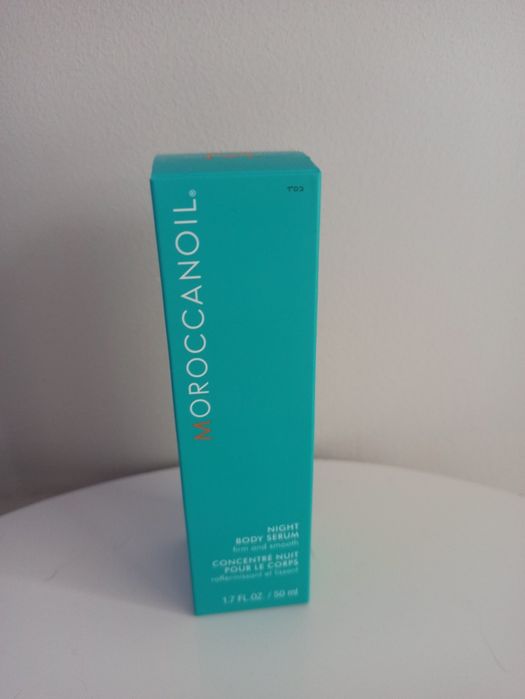 MOROCCANOIL®
NIGHT
BODY SERUM
firm and smooth
CONCENTRÉ NUIT
POUR LE CORPS
raffermissant et lissant
1.7 FL.OZ. / 50 ml